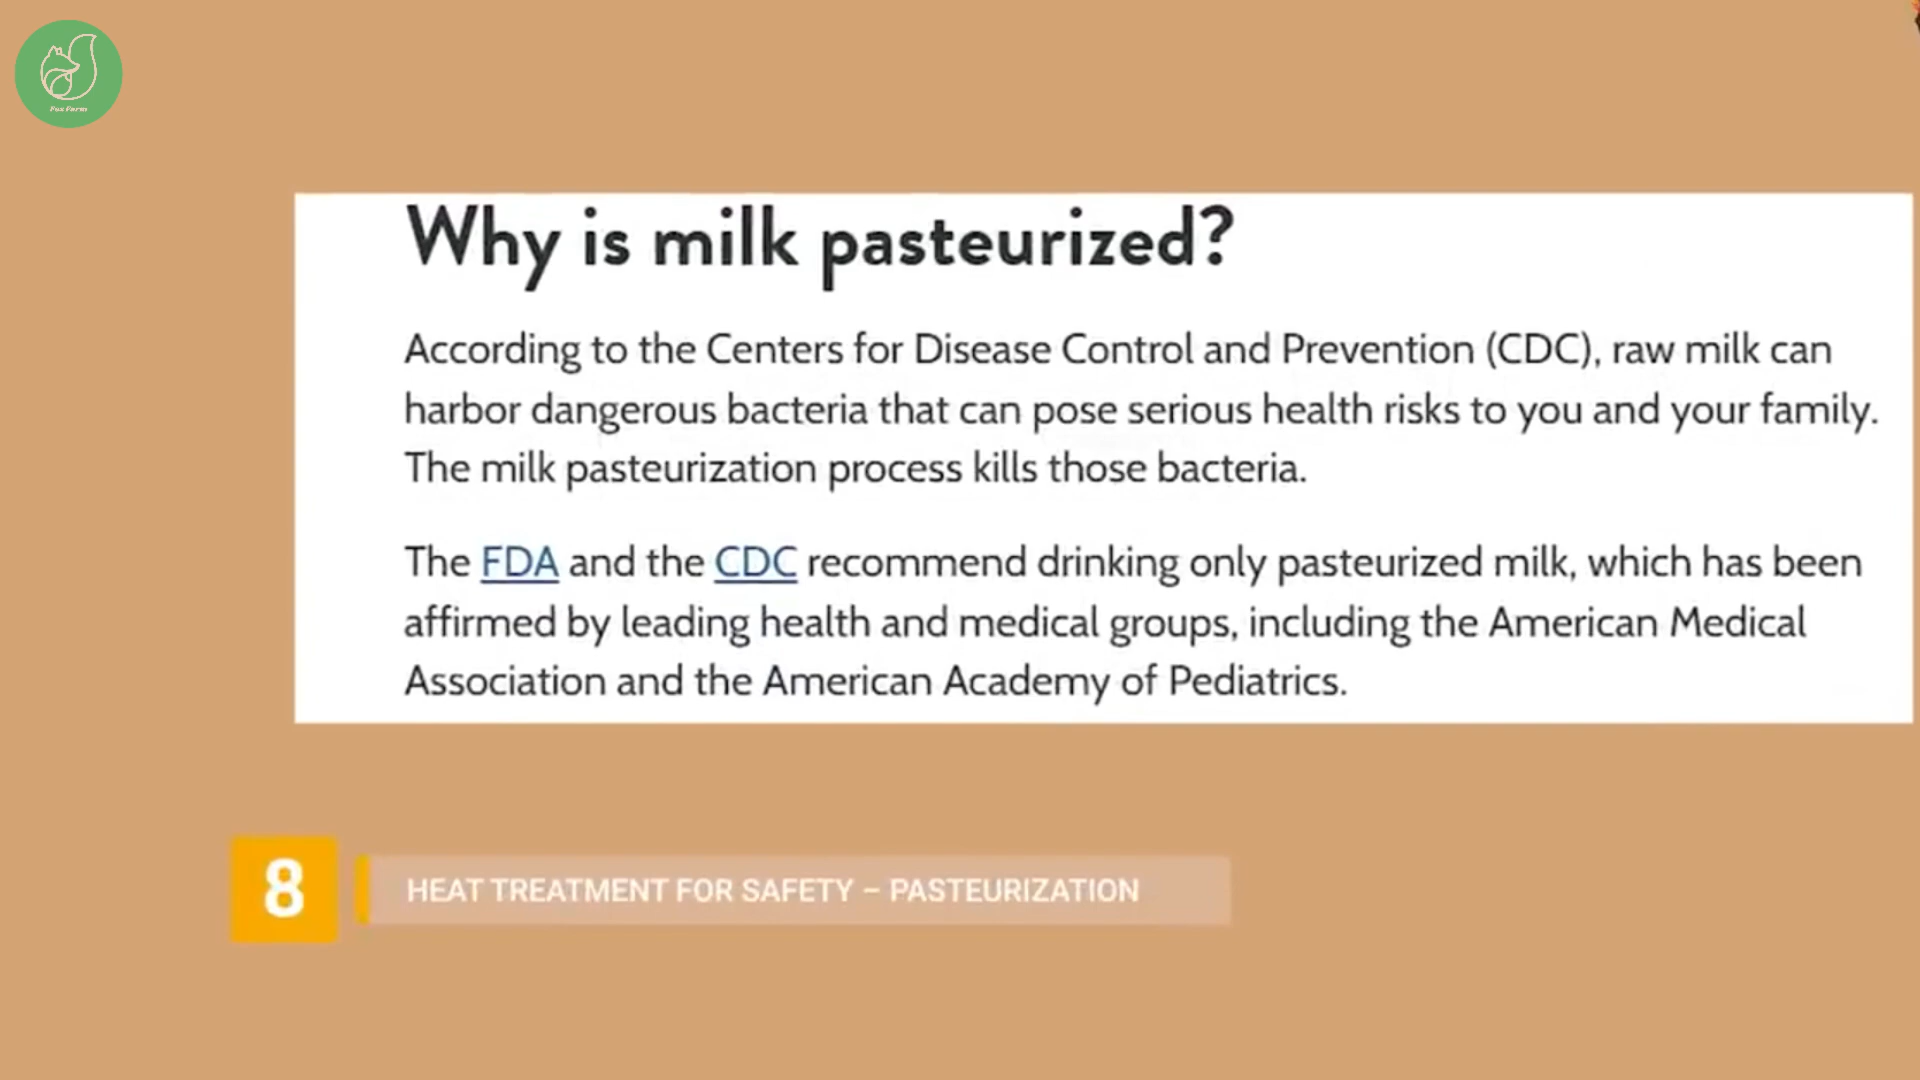 Fox Farm
Why is milk pasteurized?
According to the Centers for Disease Control and Prevention (CDC), raw milk can
harbor dangerous bacteria that can pose serious health risks to you and your family.
The milk pasteurization process kills those bacteria.
The FDA and the CDC recommend drinking only pasteurized milk, which has been
affirmed by leading health and medical groups, including the American Medical
Association and the American Academy of Pediatrics.
8
HEAT TREATMENT FOR SAFETY – PASTEURIZATION